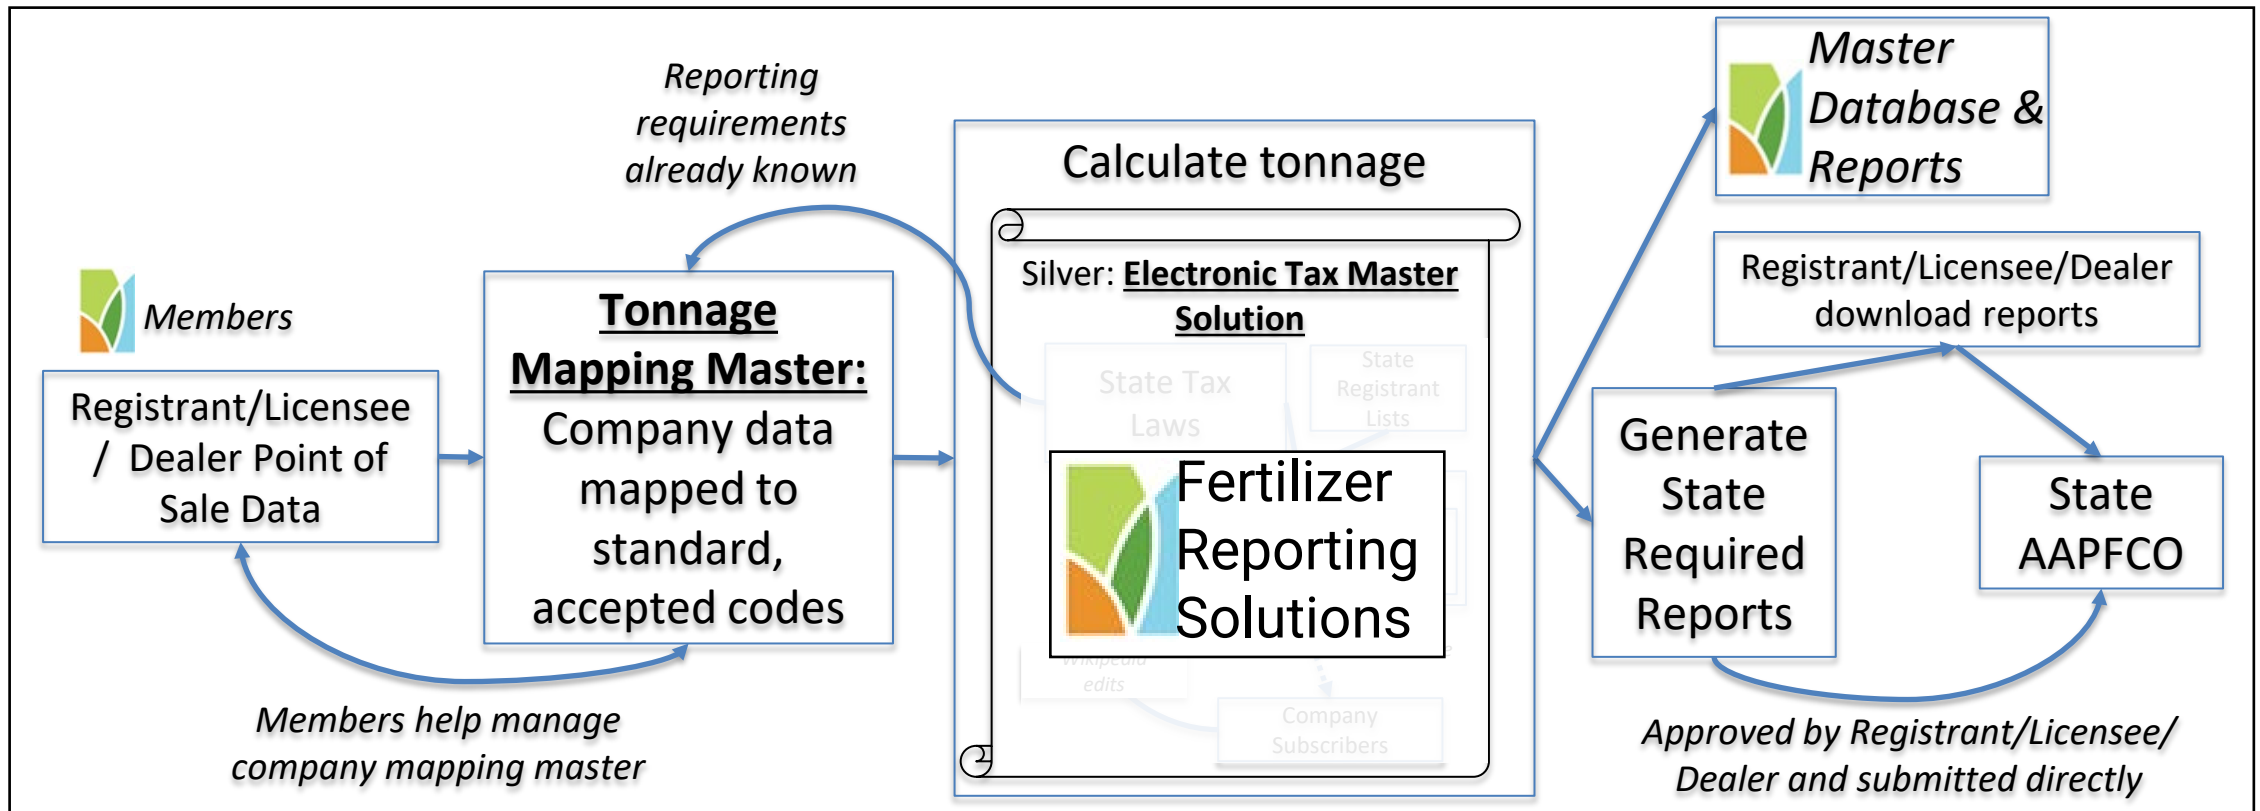 Members
Registrant/Licensee
/ Dealer Point of
Sale Data
Members help manage
company mapping master
Reporting
requirements
already known
Tonnage
Mapping Master:
Company data
mapped to
standard,
accepted codes
Calculate tonnage
Silver: Electronic Tax Master
Solution
State Tax
Laws
State
Registrant
Lists
Fertilizer
Reporting
Solutions
Wikipedia
edits
Company
Subscribers
Master
Database &
Reports
Registrant/Licensee/Dealer
download reports
Generate
State
Required
Reports
State
AAPFCO
Approved by Registrant/Licensee/
Dealer and submitted directly